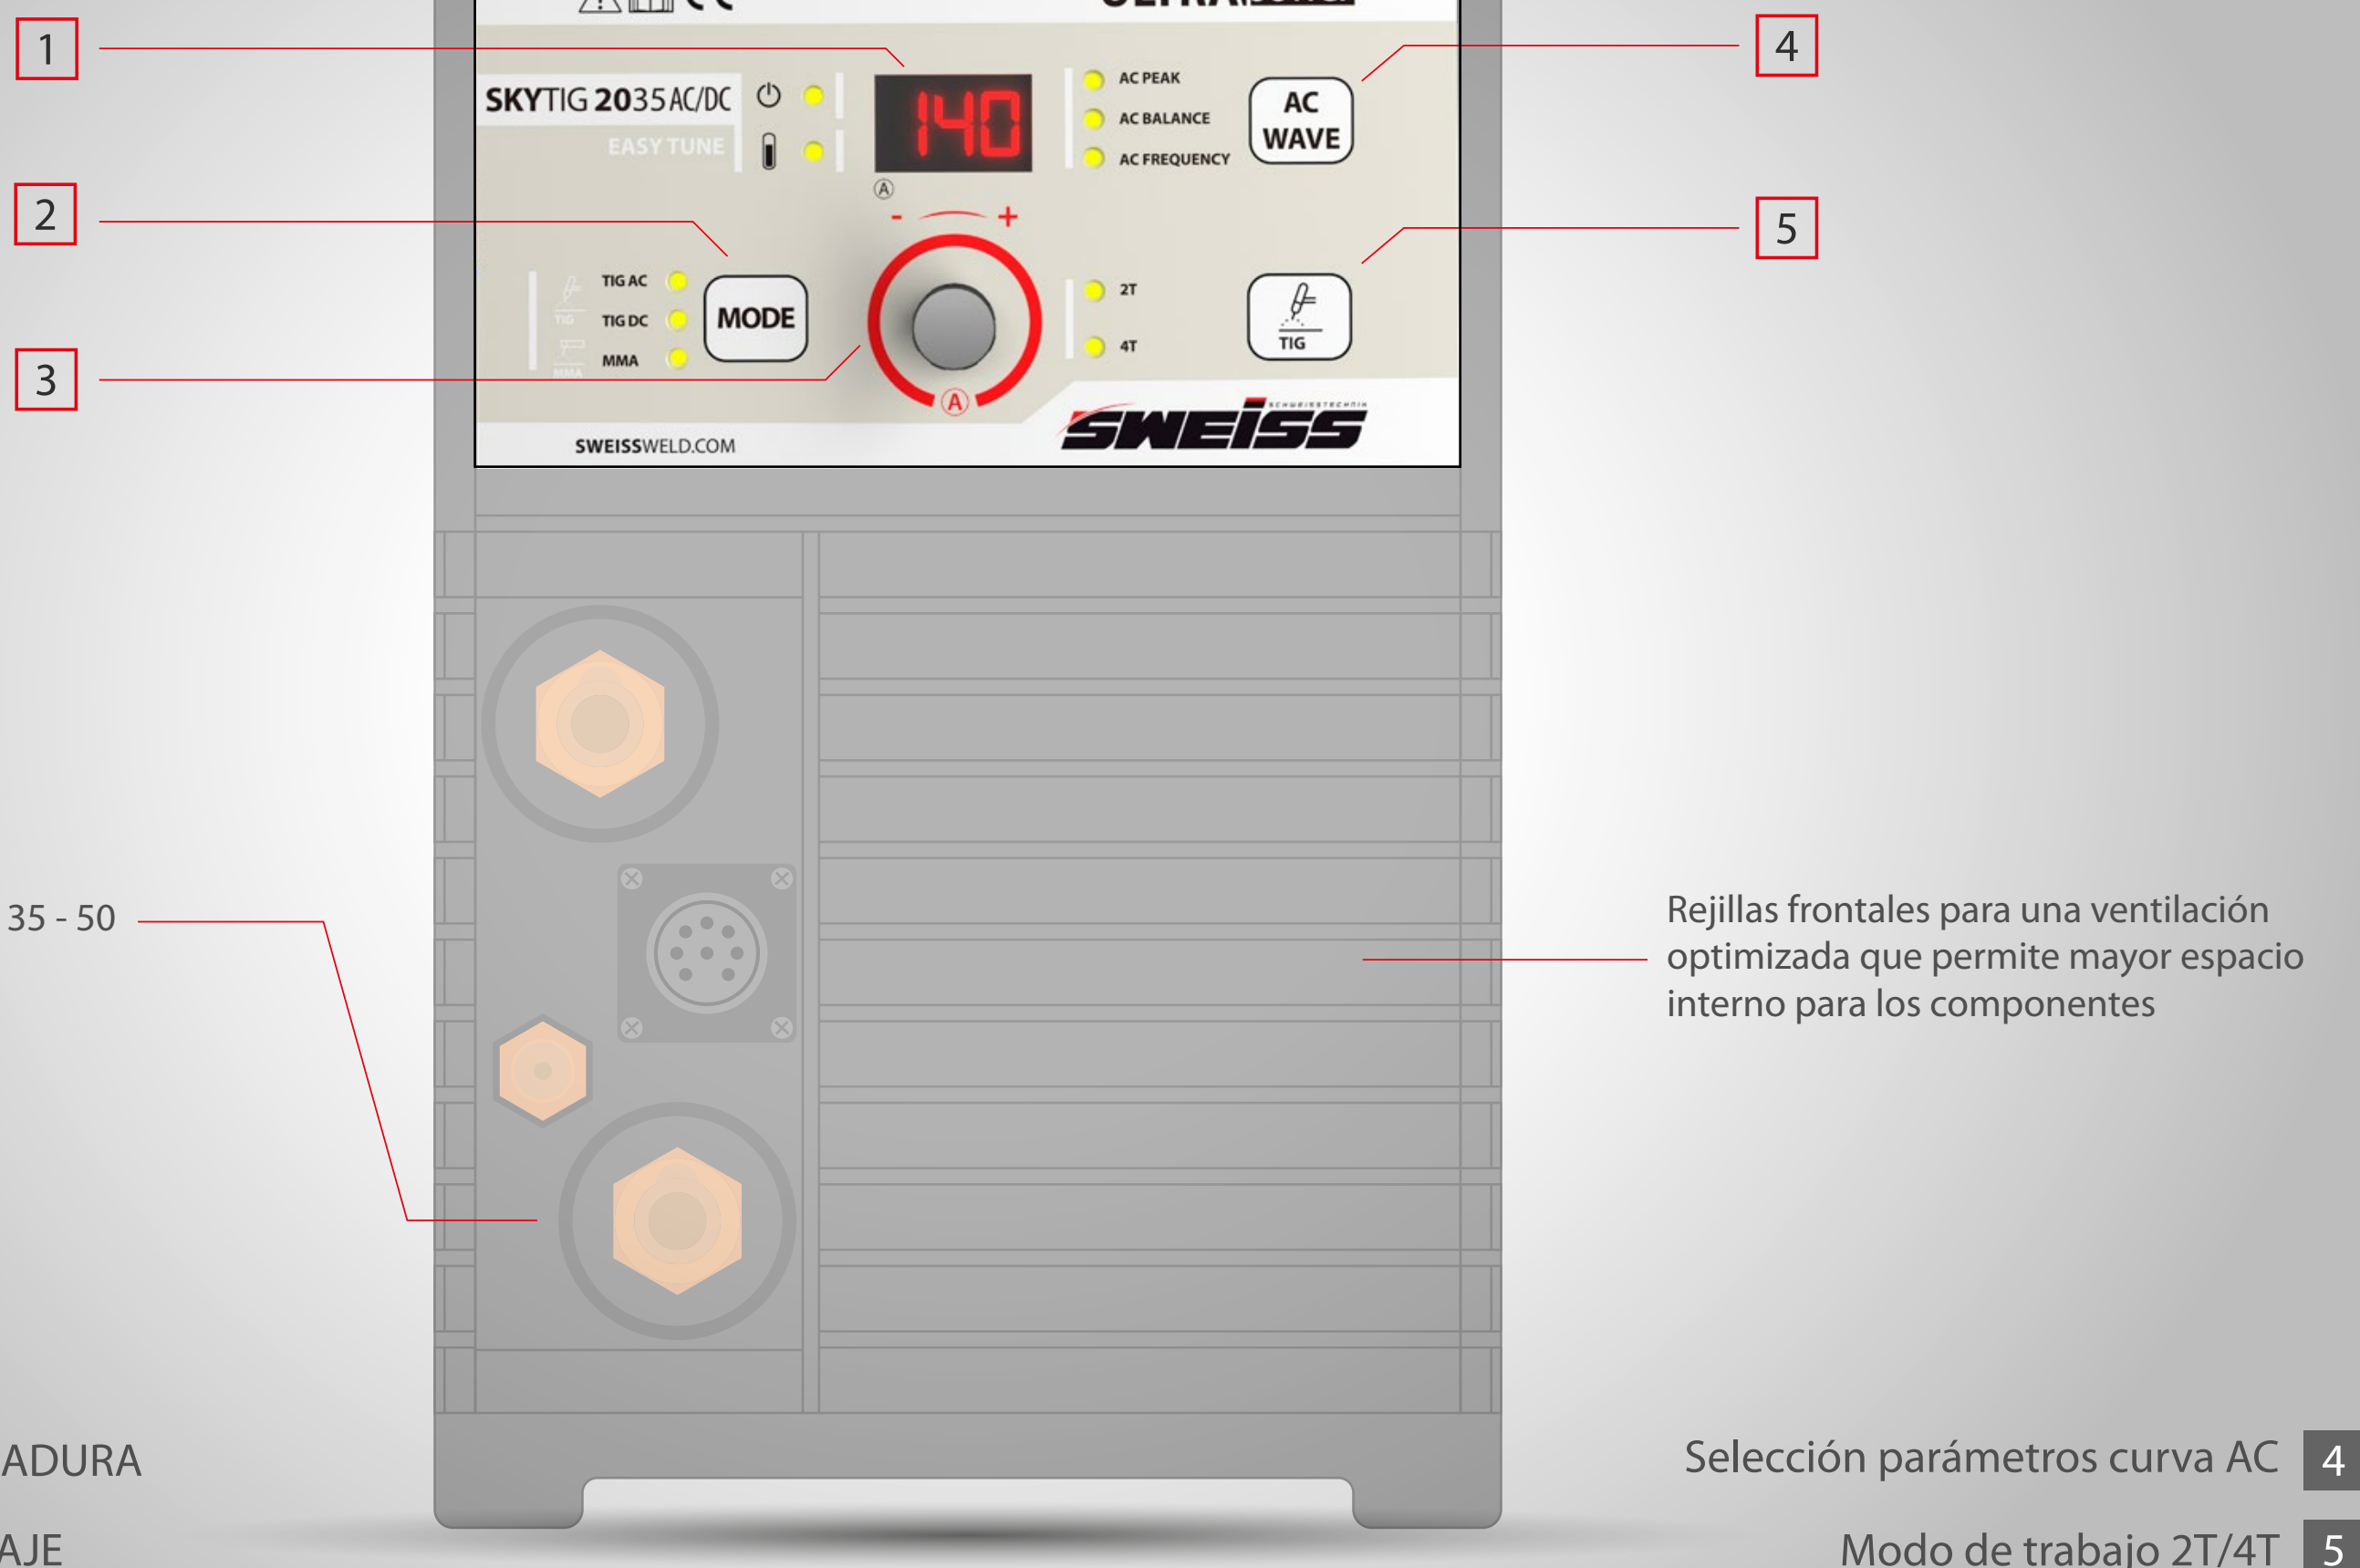 1
2
3
4
5
SKYTIG 2035 AC/DC
EASY TUNE
140
A
AC PEAK
AC BALANCE
AC FREQUENCY
AC
WAVE
- +
TIG
MMA
TIG AC
TIG DC
MMA
MODE
A
2T
4T
TIG
SCHWEISSTECHNIK
SWEISS
SWEISSWELD.COM
35 - 50
Rejillas frontales para una ventilación
optimizada que permite mayor espacio
interno para los componentes
ADURA
AJE
Selección parámetros curva AC 4
Modo de trabajo 2T/4T 5